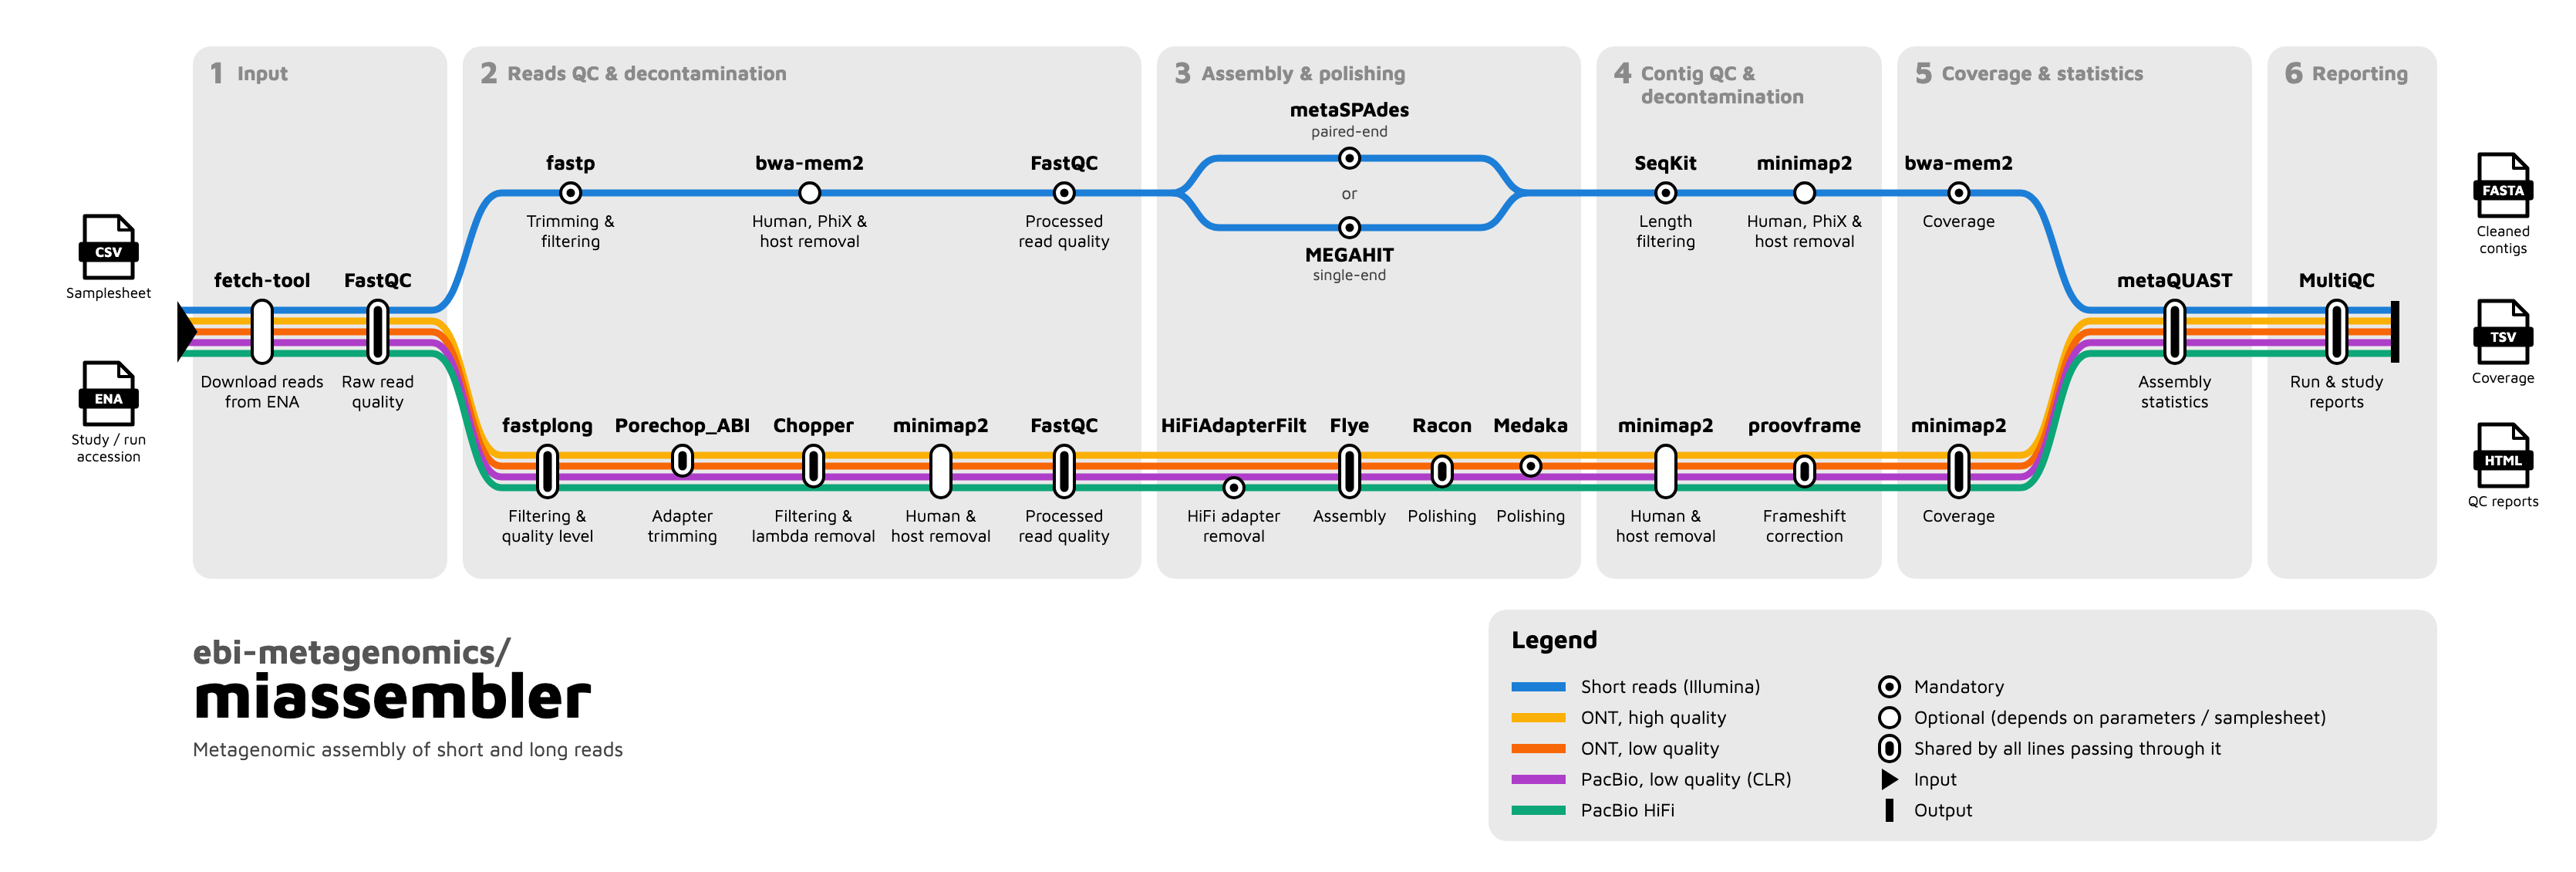 1 Input
2 Reads QC & decontamination
3 Assembly & polishing
4 Contig QC &
decontamination
5 Coverage & statistics
6 Reporting
CSV
Samplesheet
ENA
Study / run
accession
fetch-tool
Download reads
from ENA
FastQC
Raw read
quality
fastp
Trimming &
filtering
bwa-mem2
Human, PhiX &
host removal
FastQC
Processed
read quality
metaSPAdes
paired-end
or
MEGAHIT
single-end
SeqKit
Length
filtering
minimap2
Human, PhiX &
host removal
bwa-mem2
Coverage
fastplong
Filtering &
quality level
Porechop_ABI
Adapter
trimming
Chopper
Filtering &
lambda removal
minimap2
Human &
host removal
FastQC
Processed
read quality
HiFiAdapterFilt
HiFi adapter
removal
Flye
Assembly
Racon
Polishing
Medaka
Polishing
minimap2
Human &
host removal
proovframe
Frameshift
correction
minimap2
Coverage
metaQUAST
Assembly
statistics
MultiQC
Run & study
reports
FASTA
Cleaned
contigs
TSV
Coverage
HTML
QC reports
ebi-metagenomics/
miassembler
Metagenomic assembly of short and long reads
Legend
Short reads (Illumina)
ONT, high quality
ONT, low quality
PacBio, low quality (CLR)
PacBio HiFi
Mandatory
Optional (depends on parameters / samplesheet)
Shared by all lines passing through it
Input
Output